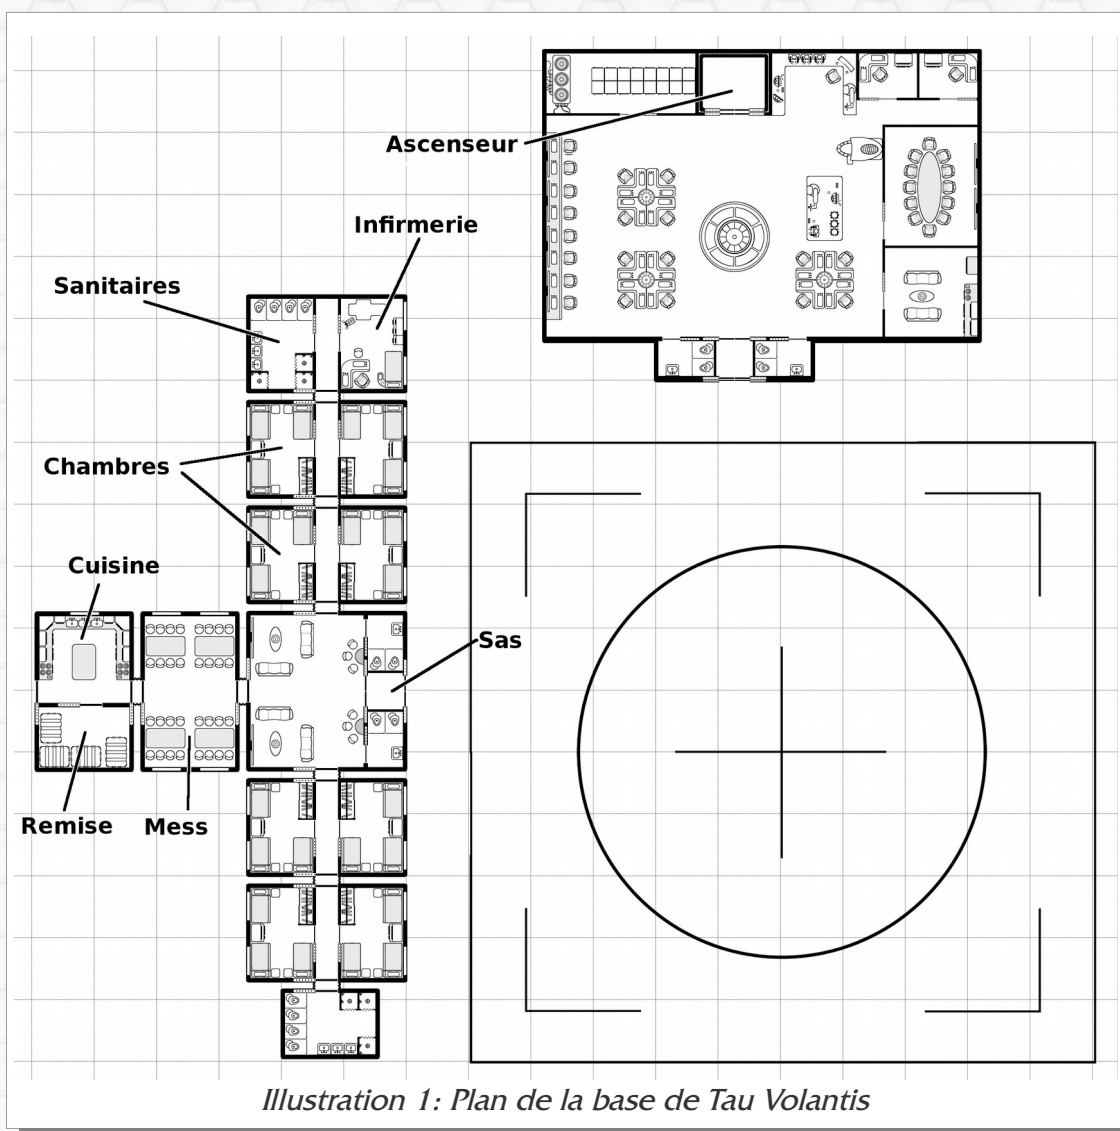 Ascenseur
Infirmerie
Sanitaires
Chambres
Cuisine
Sas
Remise
Mess
Illustration 1: Plan de la base de Tau Volantis